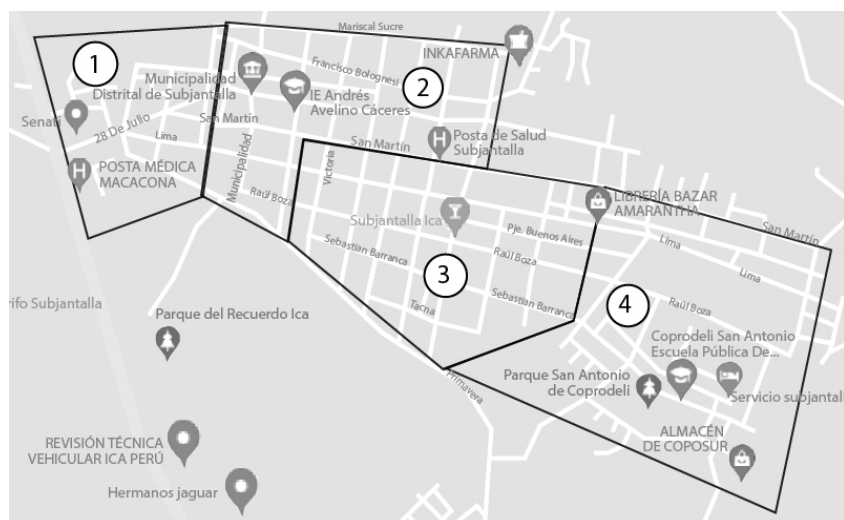 Mariscal Sucre
1
INKAFARMA
Francisco Bolognesi
2
Municipalidad
Distrital de Subjantalla
IE Andrés
Avelino Cáceres
Senati
28 De Julio
San Martín
San Martín
Posta de Salud
Subjantalla
Lima
POSTA MÉDICA
MACACONA
Municipalidad
Victoria
Raúl Boza
LIBRERÍA BAZAR
AMARANTHA
Subjantalla Ica
Pje. Buenos Aires
San Martín
Lima
Lima
Sebastian Barranca
Raúl Boza
3
Sebastian Barranca
Tacna
4
Raúl Boza
rifo Subjantalla
Parque del Recuerdo Ica
Coprodeli San Antonio
Escuela Pública De...
Parque San Antonio
de Coprodeli
Servicio subjantal
Primavera
ALMACÉN
DE COPOSUR
REVISIÓN TÉCNICA
VEHICULAR ICA PERÚ
Hermanos jaguar